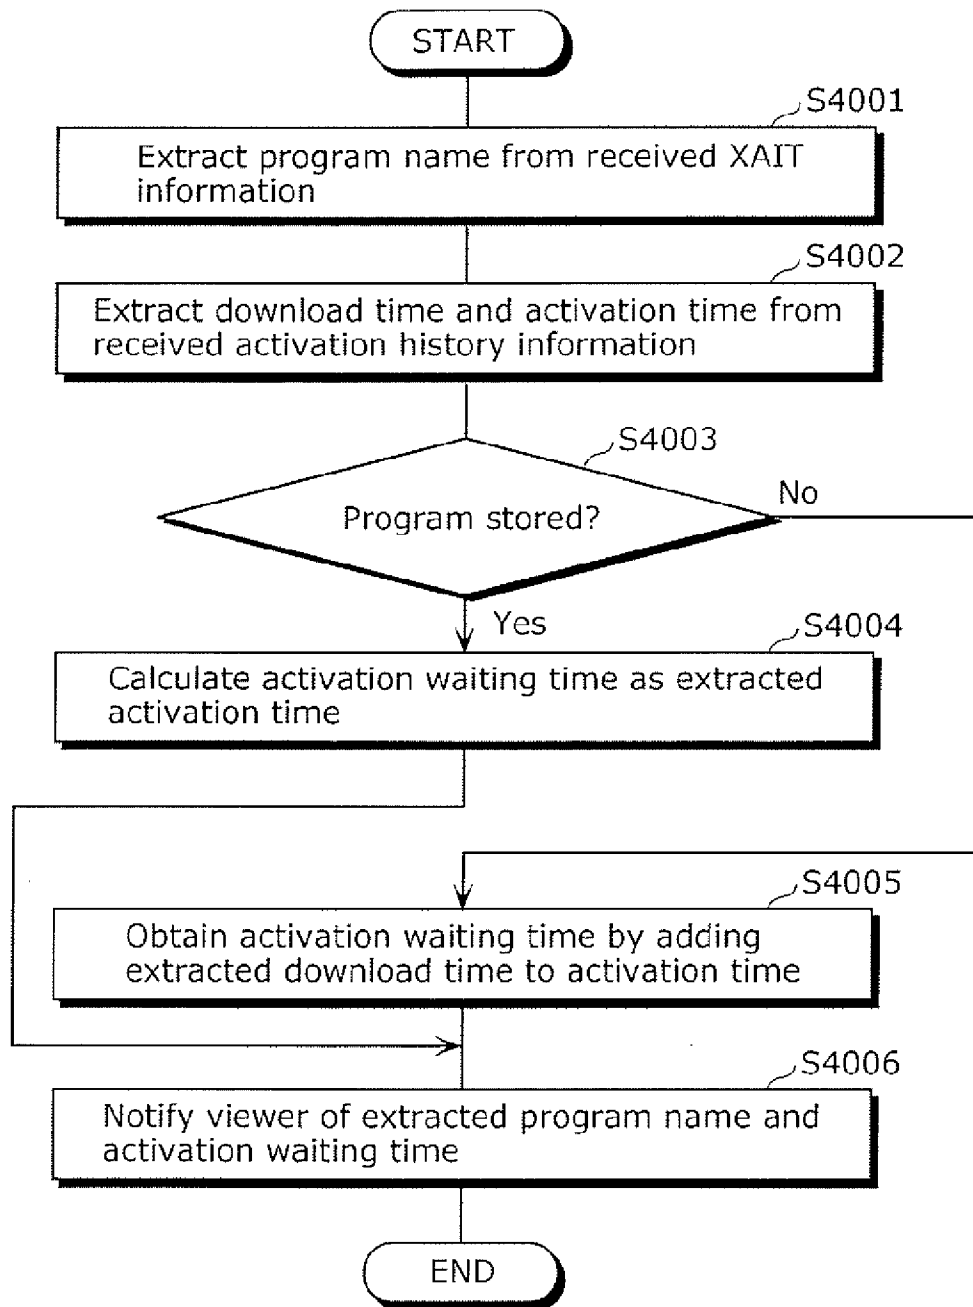 START
S4001
Extract program name from received XAIT
information
S4002
Extract download time and activation time from
received activation history information
S4003
Program stored?
No
Yes
S4004
Calculate activation waiting time as extracted
activation time
S4005
Obtain activation waiting time by adding
extracted download time to activation time
S4006
Notify viewer of extracted program name and
activation waiting time
END